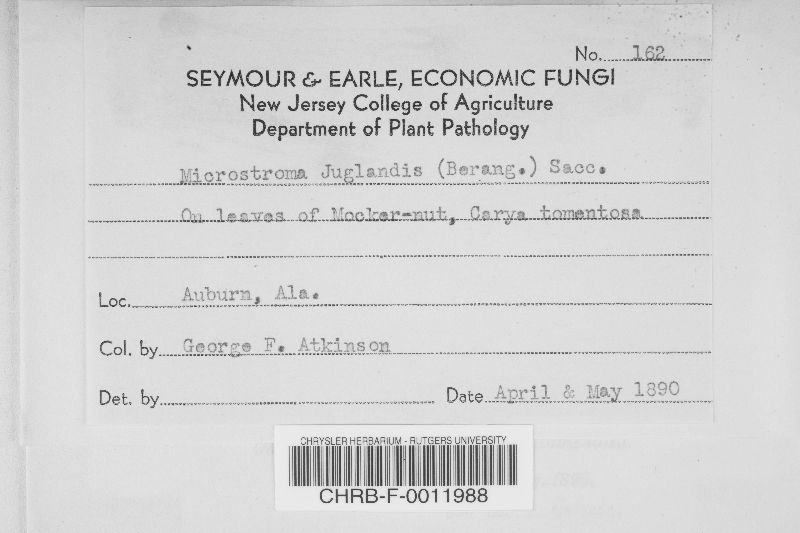 No. 162
SEYMOUR & EARLE, ECONOMIC FUNGI
New Jersey College of Agriculture
Department of Plant Pathology
Microstroma Juglandis (Berang.) Sacc.
On leaves of Mocker-nut, Carya tomentosa
Loc. Auburn, Ala.
Col. by George F. Atkinson
Det. by Date April & May 1890
CHRYSLER HERBARIUM - RUTGERS UNIVERSITY
CHRB-F-0011988